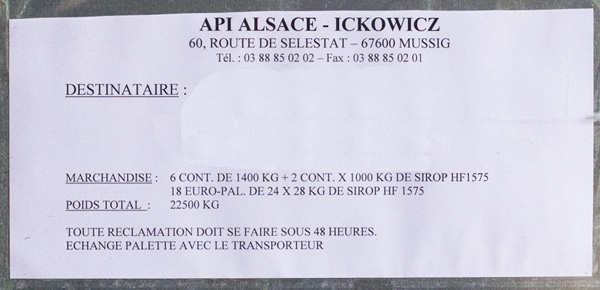 API ALSACE - ICKOWICZ
60, ROUTE DE SELESTAT – 67600 MUSSIG
Tél. : 03 88 85 02 02 – Fax : 03 88 85 02 01
DESTINATAIRE :
MARCHANDISE : 6 CONT. DE 1400 KG + 2 CONT. X 1000 KG DE SIROP HF1575
18 EURO-PAL. DE 24 X 28 KG DE SIROP HF 1575
POIDS TOTAL : 22500 KG
TOUTE RECLAMATION DOIT SE FAIRE SOUS 48 HEURES.
ECHANGE PALETTE AVEC LE TRANSPORTEUR